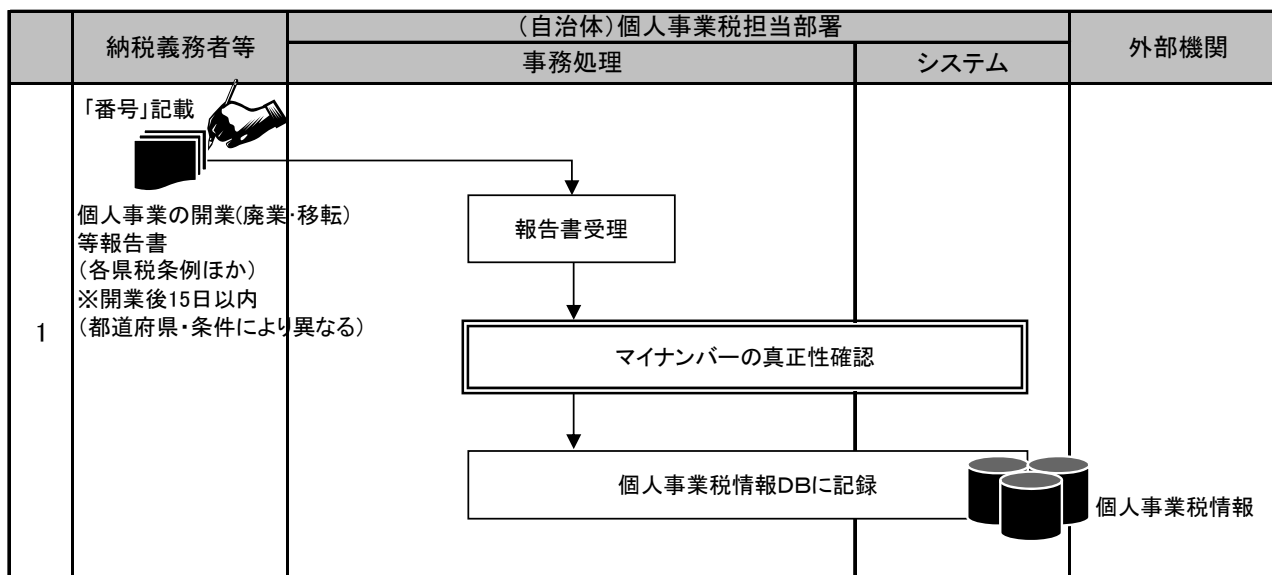 納税義務者等
(自治体)個人事業税担当部署
事務処理
システム
外部機関
1
「番号」記載
個人事業の開業(廃業・移転)
等報告書
(各県税条例ほか)
※開業後15日以内
(都道府県・条件により異なる)
報告書受理
マイナンバーの真正性確認
個人事業税情報DBに記録
個人事業税情報